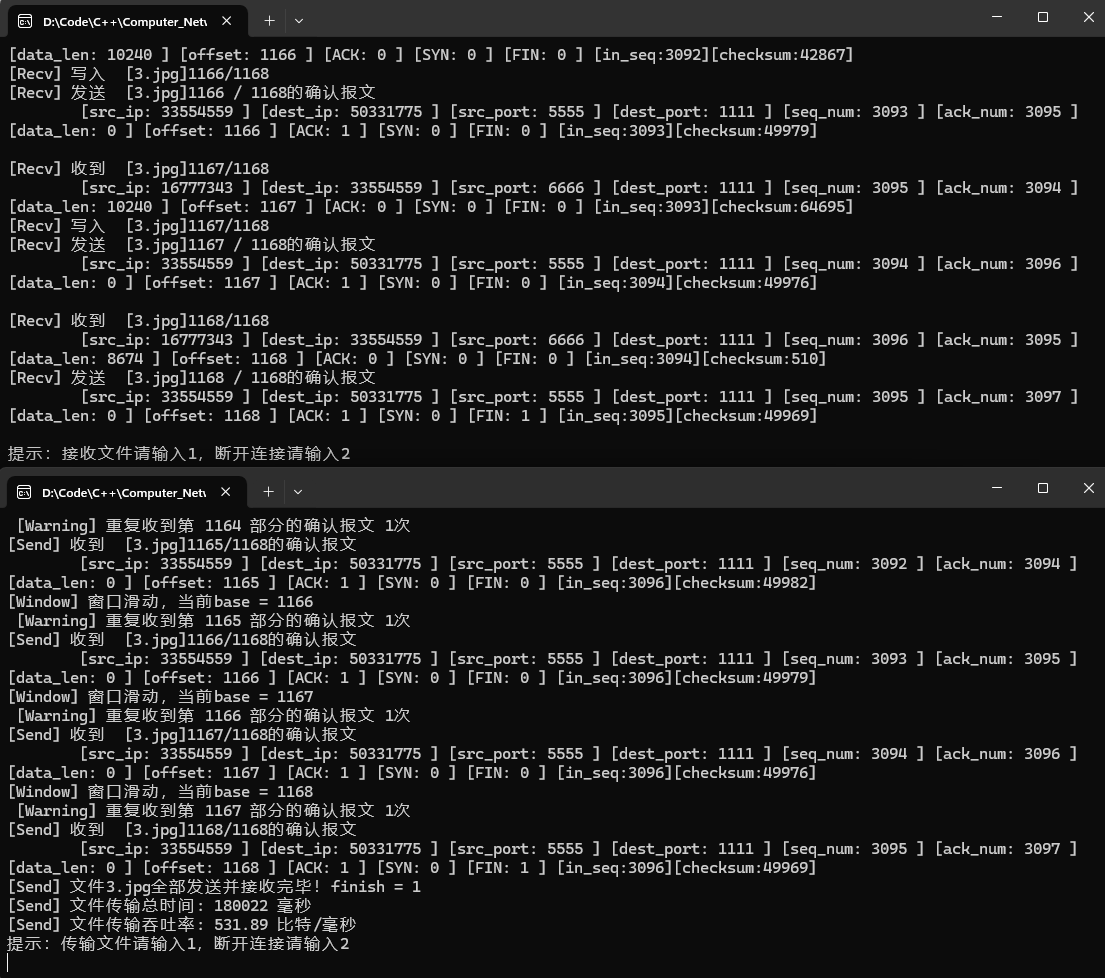 D:\Code\C++\Computer_Netv
[data_len: 10240 ] [offset: 1166 ] [ACK: 0 ] [SYN: 0 ] [FIN: 0 ] [in_seq:3092][checksum:42867]
[Recv] 写入  [3.jpg]1166/1168
[Recv] 发送  [3.jpg]1166 / 1168的确认报文
        [src_ip: 33554559 ] [dest_ip: 50331775 ] [src_port: 5555 ] [dest_port: 1111 ] [seq_num: 3093 ] [ack_num: 3095 ]
[data_len: 0 ] [offset: 1166 ] [ACK: 1 ] [SYN: 0 ] [FIN: 0 ] [in_seq:3093][checksum:49979]
[Recv] 收到  [3.jpg]1167/1168
        [src_ip: 16777343 ] [dest_ip: 33554559 ] [src_port: 6666 ] [dest_port: 1111 ] [seq_num: 3095 ] [ack_num: 3094 ]
[data_len: 10240 ] [offset: 1167 ] [ACK: 0 ] [SYN: 0 ] [FIN: 0 ] [in_seq:3093][checksum:64695]
[Recv] 写入  [3.jpg]1167/1168
[Recv] 发送  [3.jpg]1167 / 1168的确认报文
        [src_ip: 33554559 ] [dest_ip: 50331775 ] [src_port: 5555 ] [dest_port: 1111 ] [seq_num: 3094 ] [ack_num: 3096 ]
[data_len: 0 ] [offset: 1167 ] [ACK: 1 ] [SYN: 0 ] [FIN: 0 ] [in_seq:3094][checksum:49976]
[Recv] 收到  [3.jpg]1168/1168
        [src_ip: 16777343 ] [dest_ip: 33554559 ] [src_port: 6666 ] [dest_port: 1111 ] [seq_num: 3096 ] [ack_num: 3095 ]
[data_len: 8674 ] [offset: 1168 ] [ACK: 0 ] [SYN: 0 ] [FIN: 0 ] [in_seq:3094][checksum:510]
[Recv] 发送  [3.jpg]1168 / 1168的确认报文
        [src_ip: 33554559 ] [dest_ip: 50331775 ] [src_port: 5555 ] [dest_port: 1111 ] [seq_num: 3095 ] [ack_num: 3097 ]
[data_len: 0 ] [offset: 1168 ] [ACK: 1 ] [SYN: 0 ] [FIN: 1 ] [in_seq:3095][checksum:49969]
提示: 接收文件请输入1, 断开连接请输入2
D:\Code\C++\Computer_Netv
 [Warning] 重复收到第 1164 部分的确认报文 1次
[Send] 收到  [3.jpg]1165/1168的确认报文
        [src_ip: 33554559 ] [dest_ip: 50331775 ] [src_port: 5555 ] [dest_port: 1111 ] [seq_num: 3092 ] [ack_num: 3094 ]
[data_len: 0 ] [offset: 1165 ] [ACK: 1 ] [SYN: 0 ] [FIN: 0 ] [in_seq:3096][checksum:49982]
[Window] 窗口滑动, 当前base = 1166
 [Warning] 重复收到第 1165 部分的确认报文 1次
[Send] 收到  [3.jpg]1166/1168的确认报文
        [src_ip: 33554559 ] [dest_ip: 50331775 ] [src_port: 5555 ] [dest_port: 1111 ] [seq_num: 3093 ] [ack_num: 3095 ]
[data_len: 0 ] [offset: 1166 ] [ACK: 1 ] [SYN: 0 ] [FIN: 0 ] [in_seq:3096][checksum:49979]
[Window] 窗口滑动, 当前base = 1167
 [Warning] 重复收到第 1166 部分的确认报文 1次
[Send] 收到  [3.jpg]1167/1168的确认报文
        [src_ip: 33554559 ] [dest_ip: 50331775 ] [src_port: 5555 ] [dest_port: 1111 ] [seq_num: 3094 ] [ack_num: 3096 ]
[data_len: 0 ] [offset: 1167 ] [ACK: 1 ] [SYN: 0 ] [FIN: 0 ] [in_seq:3096][checksum:49976]
[Window] 窗口滑动, 当前base = 1168
 [Warning] 重复收到第 1167 部分的确认报文 1次
[Send] 收到  [3.jpg]1168/1168的确认报文
        [src_ip: 33554559 ] [dest_ip: 50331775 ] [src_port: 5555 ] [dest_port: 1111 ] [seq_num: 3095 ] [ack_num: 3097 ]
[data_len: 0 ] [offset: 1168 ] [ACK: 1 ] [SYN: 0 ] [FIN: 1 ] [in_seq:3096][checksum:49969]
[Send] 文件3.jpg全部发送并接收完毕! finish = 1
[Send] 文件传输总时间: 180022 毫秒
[Send] 文件传输吞吐率: 531.89 比特/毫秒
提示: 传输文件请输入1, 断开连接请输入2